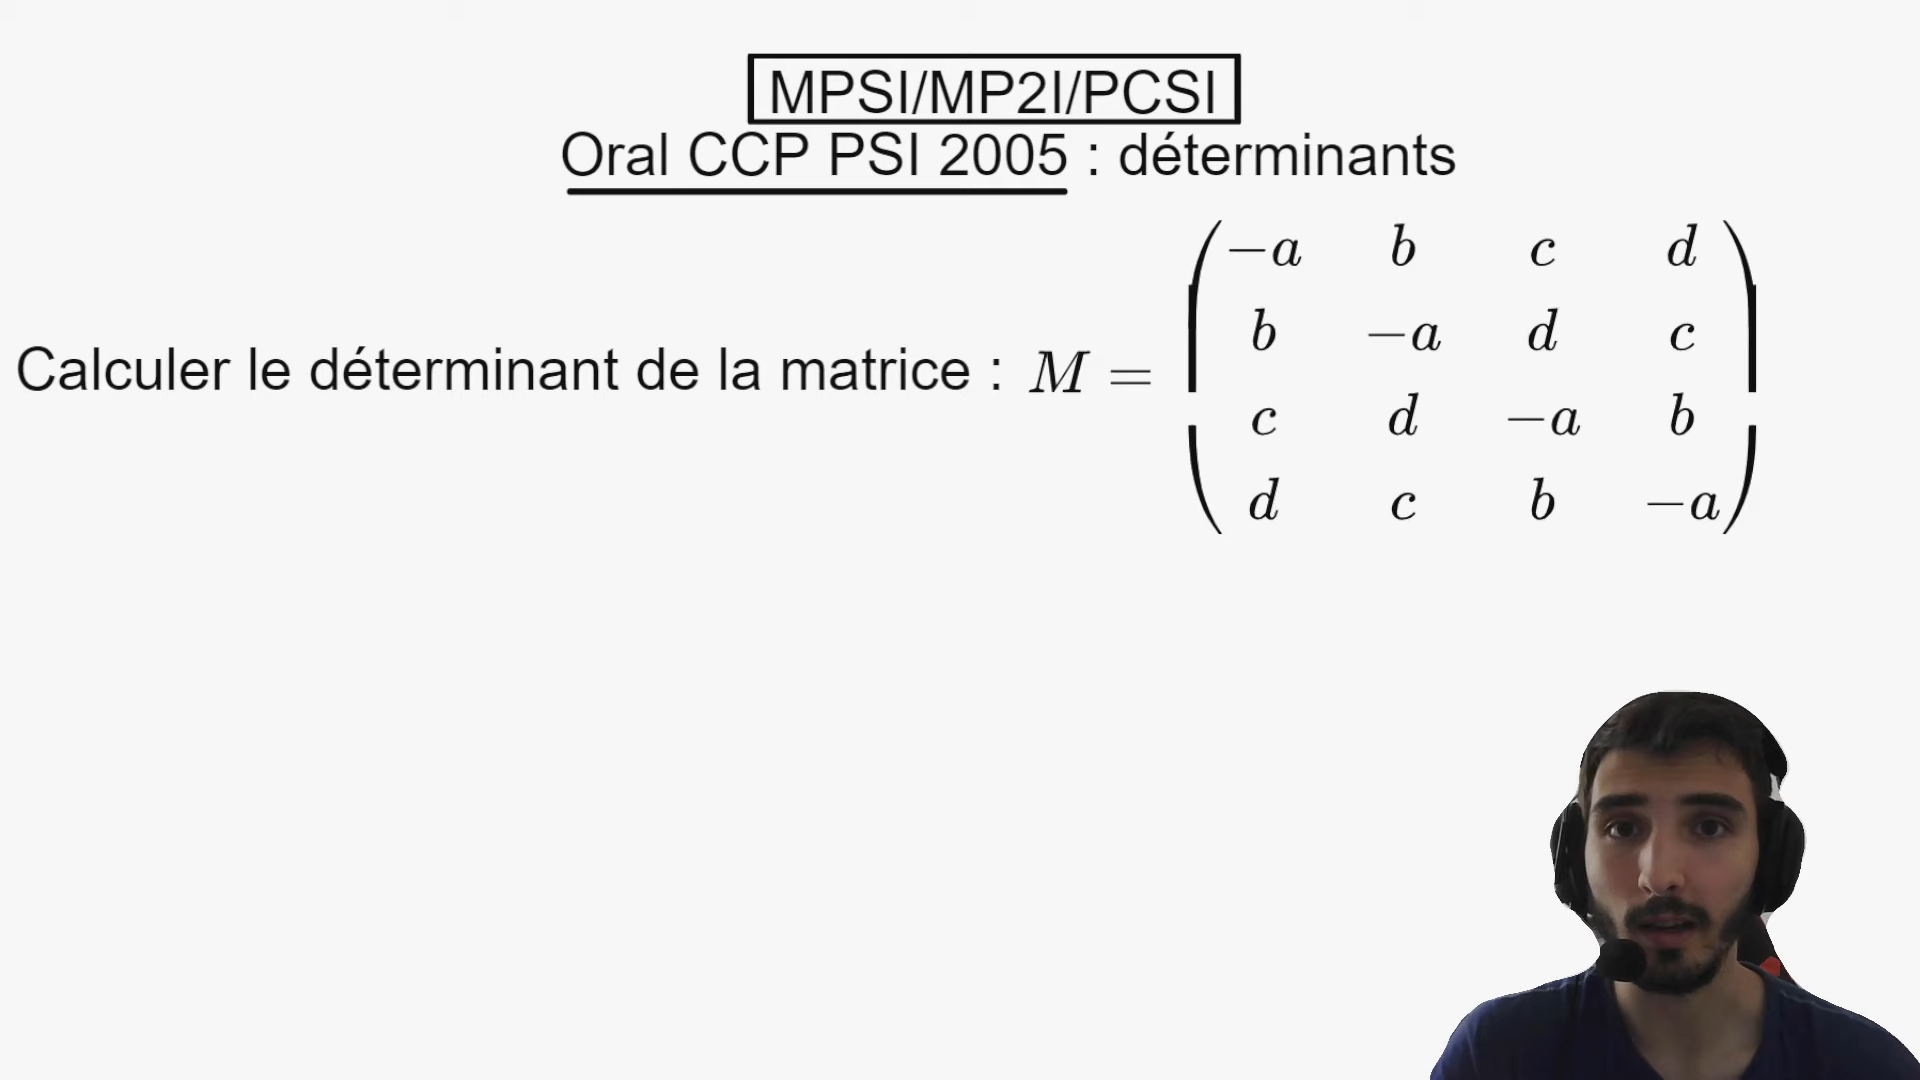 MPSI/MP2I/PCSI
Oral CCP PSI 2005 : déterminants
Calculer le déterminant de la matrice : M =
−a b c d
b −a d c
c d −a b
d c b −a